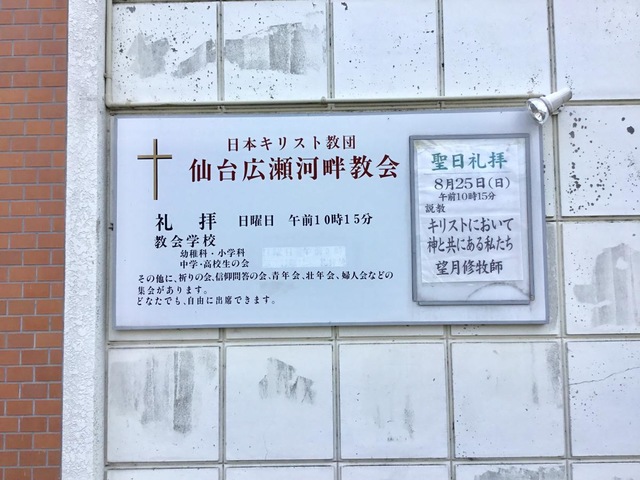 日本キリスト教団
仙台広瀬河畔教会
礼拝 日曜日 午前10時15分
教会学校
幼稚科・小学科
中学・高校生の会
その他に、祈りの会、信仰問答の会、青年会、壮年会、婦人会などの
集会があります。
どなたでも、自由に出席できます。
聖日礼拝
8月25日(日)
午前10時15分
説教
キリストにおいて
神と共にある私たち
望月修牧師